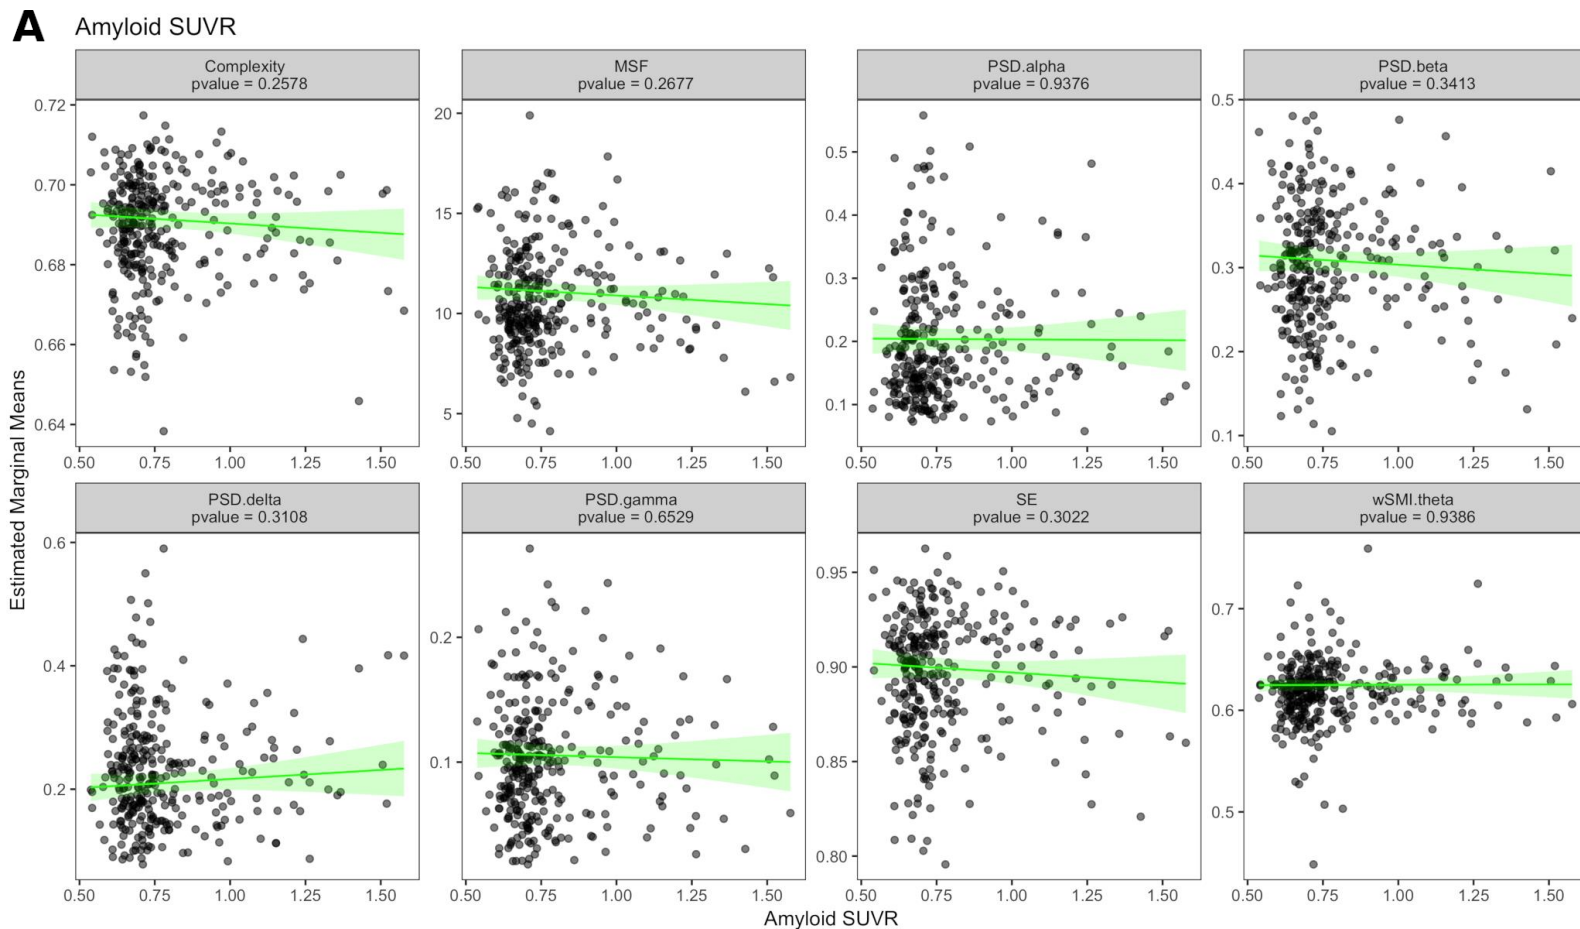 A Amyloid SUVR
Complexity
pvalue = 0.2578
MSF
pvalue = 0.2677
PSD.alpha
pvalue = 0.9376
PSD.beta
pvalue = 0.3413
0.72
0.70
0.68
0.66
0.64
20
15
10
5
0.5
0.4
0.3
0.2
0.1
0.5
0.4
0.3
0.2
0.1
0.50 0.75 1.00 1.25 1.50
0.50 0.75 1.00 1.25 1.50
0.50 0.75 1.00 1.25 1.50
0.50 0.75 1.00 1.25 1.50
Estimated Marginal Means
PSD.delta
pvalue = 0.3108
PSD.gamma
pvalue = 0.6529
SE
pvalue = 0.3022
wSMI.theta
pvalue = 0.9386
0.6
0.4
0.2
0.2
0.1
0.95
0.90
0.85
0.80
0.7
0.6
0.5
0.50 0.75 1.00 1.25 1.50
0.50 0.75 1.00 1.25 1.50
0.50 0.75 1.00 1.25 1.50
0.50 0.75 1.00 1.25 1.50
Amyloid SUVR